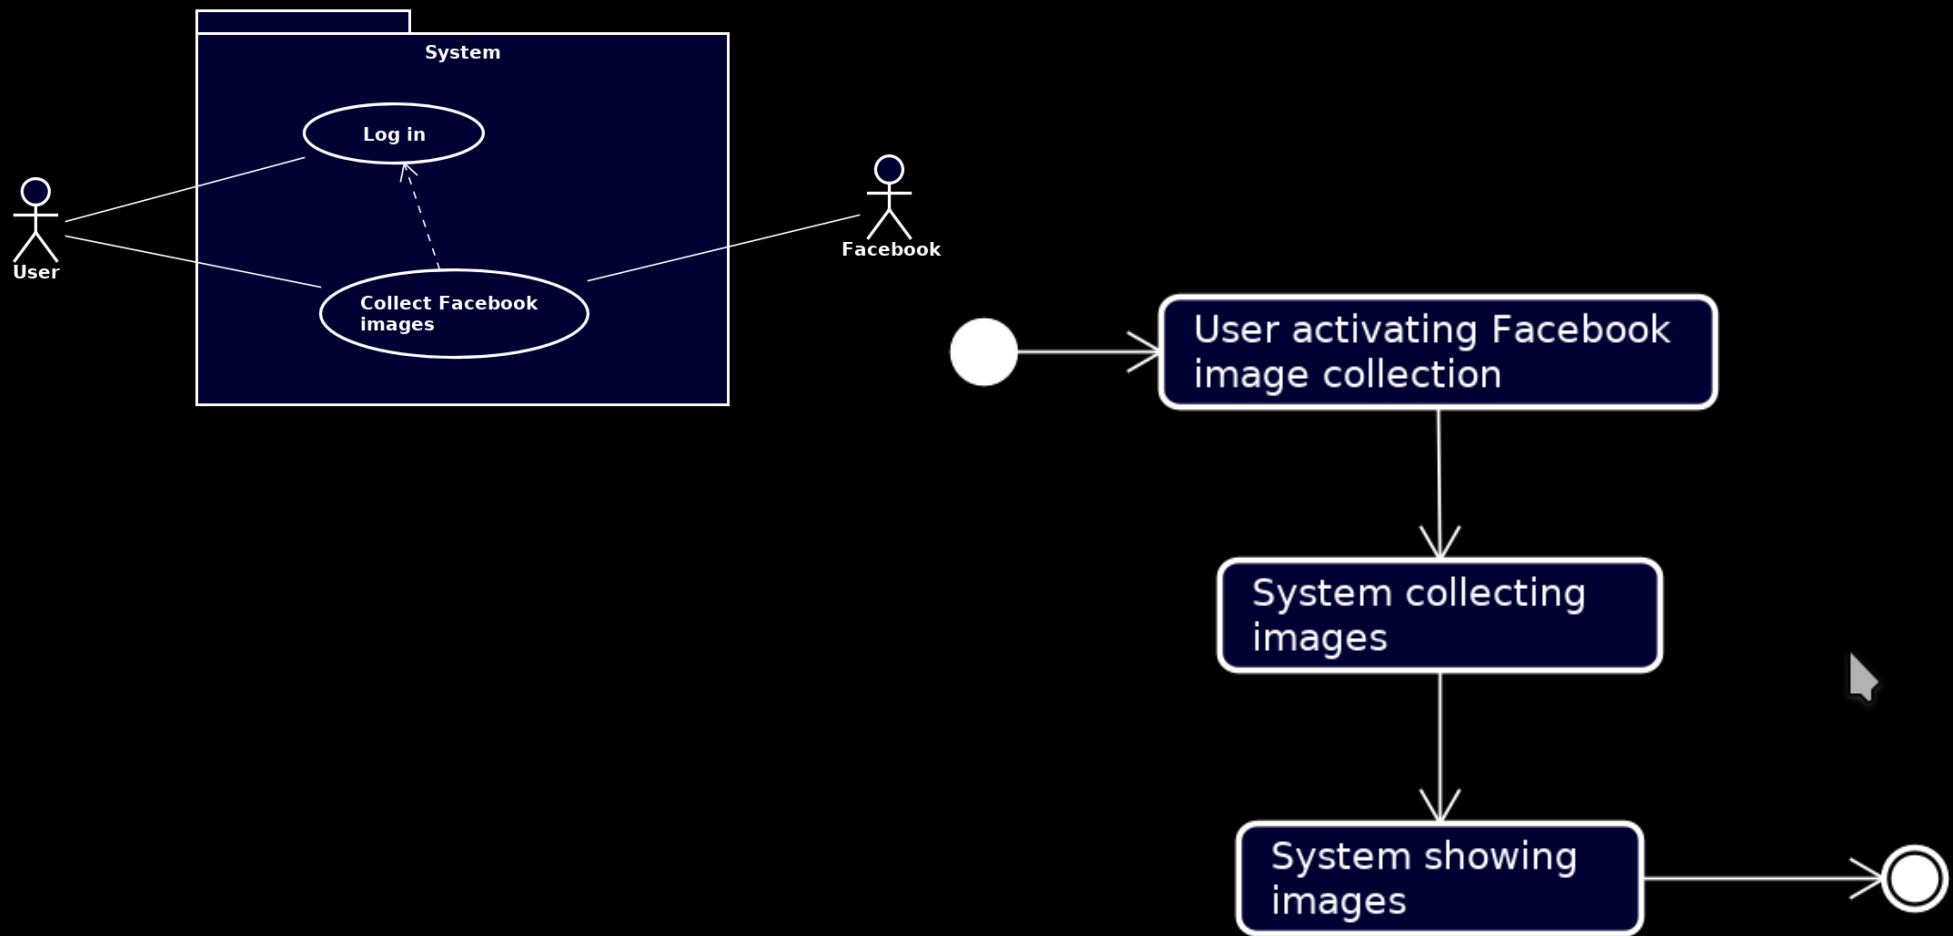 System
Log in
User
Collect Facebook
images
Facebook
User activating Facebook
image collection
System collecting
images
System showing
images